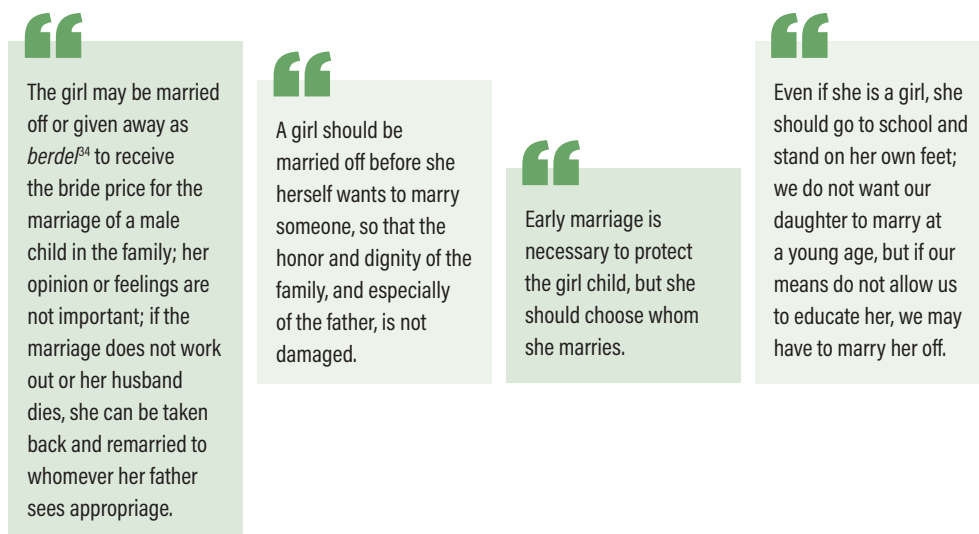 The girl may be married
off or given away as
berdel34 to receive
the bride price for the
marriage of a male
child in the family; her
opinion or feelings are
not important; if the
marriage does not work
out or her husband
dies, she can be taken
back and remarried to
whomever her father
sees appropriage.
A girl should be
married off before she
herself wants to marry
someone, so that the
honor and dignity of the
family, and especially
of the father, is not
damaged.
Early marriage is
necessary to protect
the girl child, but she
should choose whom
she marries.
Even if she is a girl, she
should go to school and
stand on her own feet;
we do not want our
daughter to marry at
a young age, but if our
means do not allow us
to educate her, we may
have to marry her off.